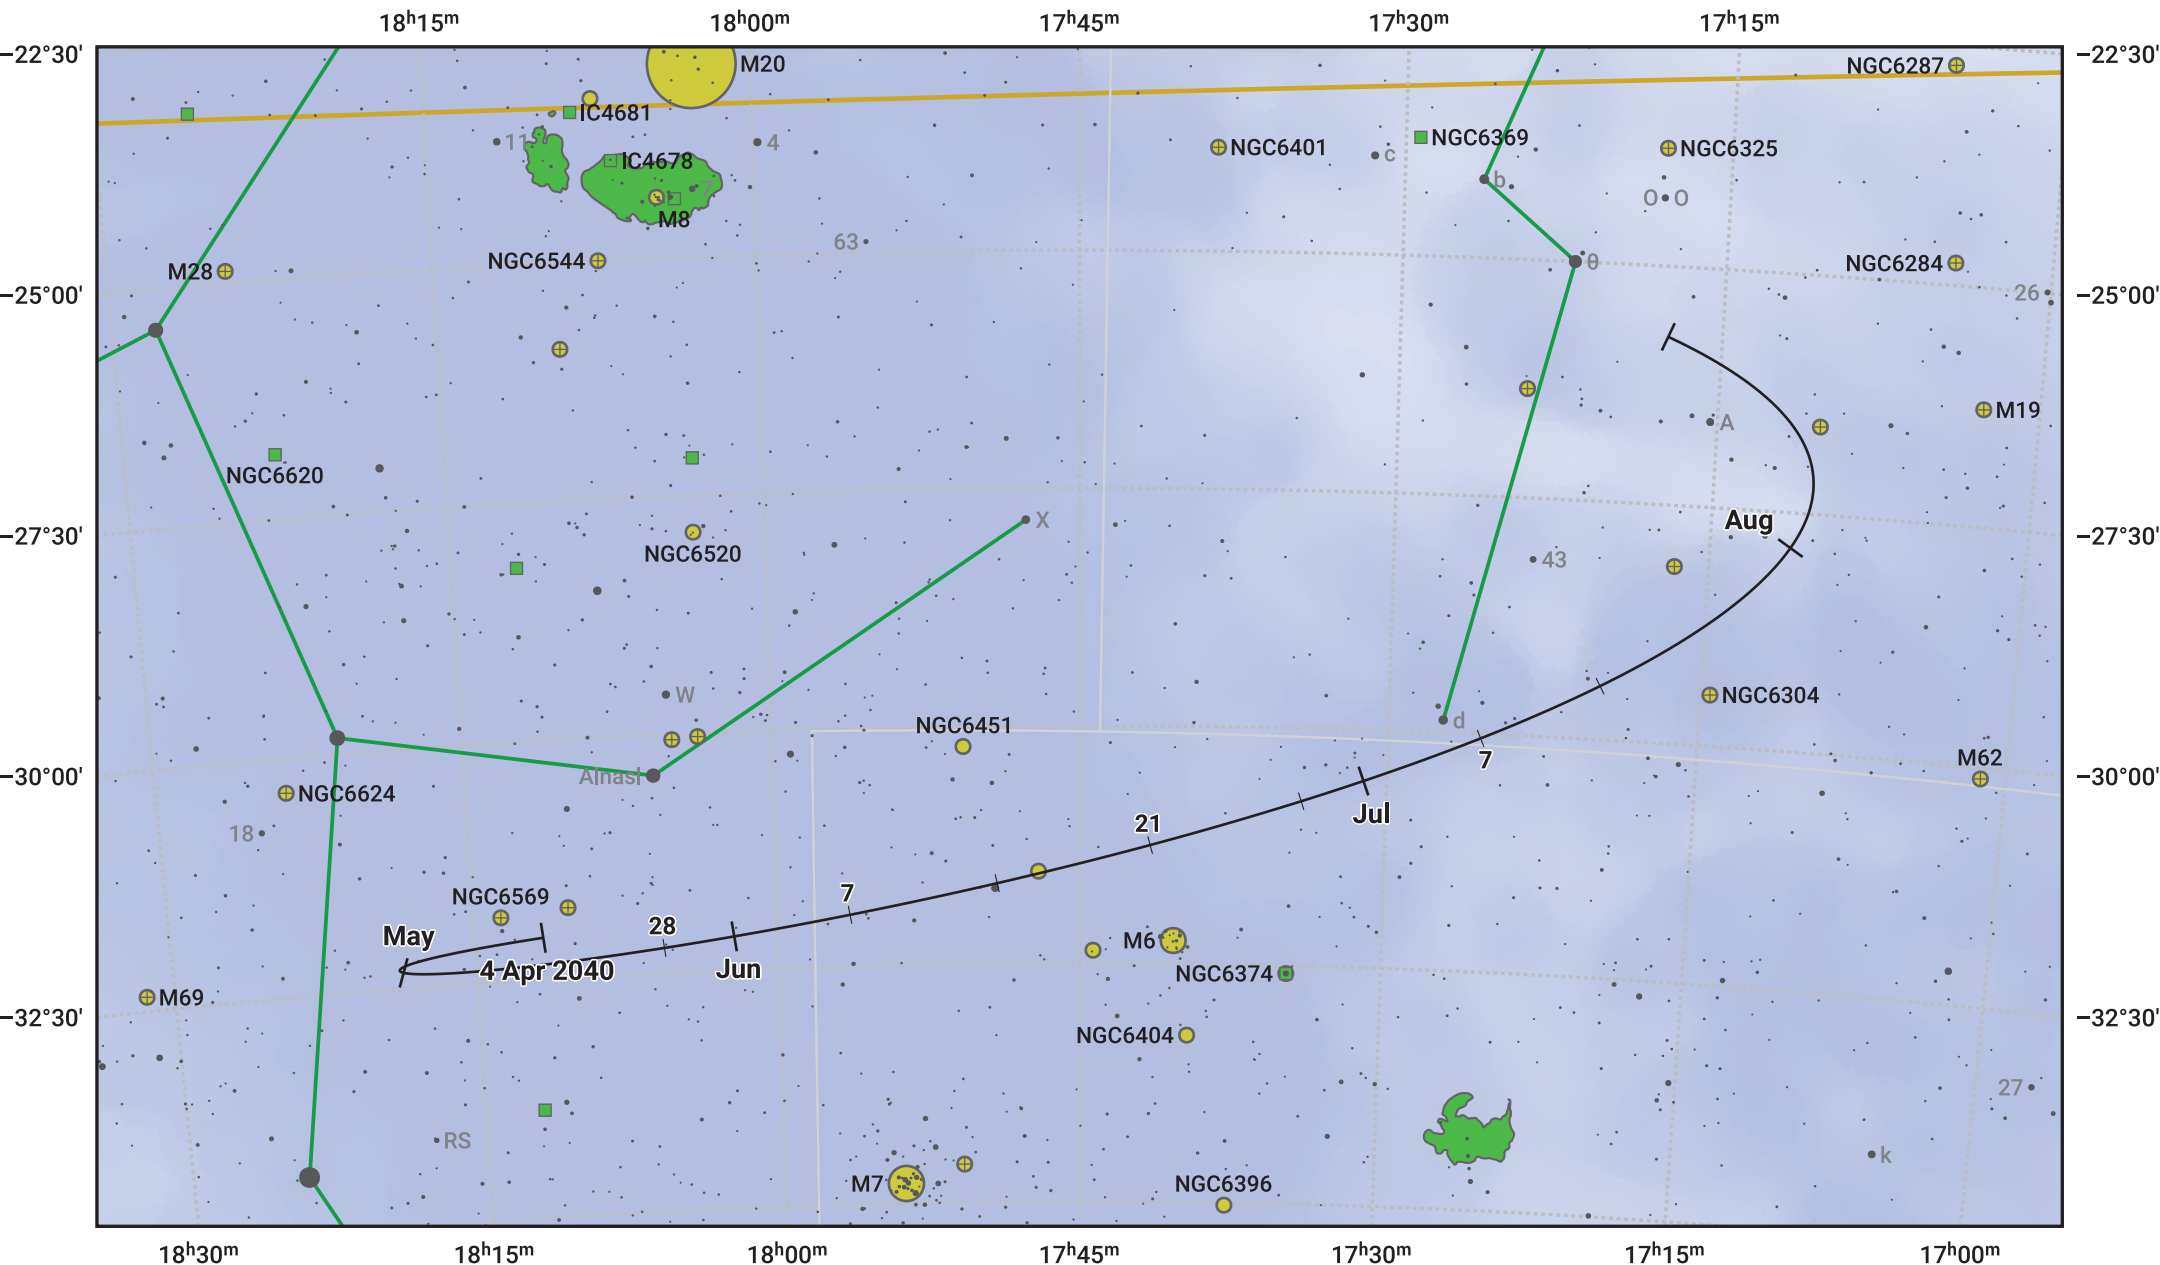 18ʰ15ᵐ 18ʰ00ᵐ 17ʰ45ᵐ 17ʰ30ᵐ 17ʰ15ᵐ
−22°30' −22°30'
M20
NGC6287
IC4681
11
4
NGC6401
c
NGC6369
NGC6325
IC4678
7
b
O O
M8
63
NGC6544
θ
NGC6284
M28
−25°00' −25°00'
26
M19
A
NGC6620
X
Aug
−27°30' −27°30'
NGC6520
43
W
NGC6304
d
NGC6451
7
M62
−30°00' −30°00'
Alnasl
NGC6624
Jul
21
18
NGC6569
7
28
May
M6
4 Apr 2040
Jun
NGC6374
M69
−32°30' −32°30'
NGC6404
27
RS
k
M7
NGC6396
18ʰ30ᵐ 18ʰ15ᵐ 18ʰ00ᵐ 17ʰ45ᵐ 17ʰ30ᵐ 17ʰ15ᵐ 17ʰ00ᵐ